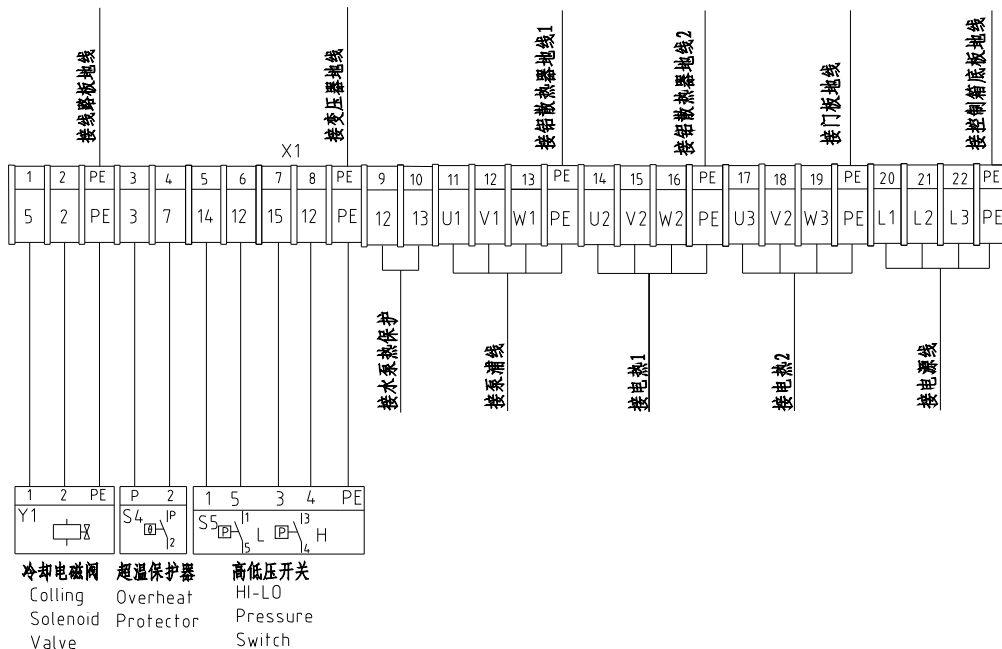 接线路板地线
接变压器地线
接铝散热器地线1
接铝散热器地线2
接门板地线
接控制箱底板地线
X1
1 2 PE 3 4 5 6 7 8 PE 9 10 11 12 13 PE 14 15 16 PE 17 18 19 PE 20 21 22 PE
5 2 PE 3 7 14 12 15 12 PE 12 13 U1 V1 W1 PE U2 V2 W2 PE U3 V2 W3 PE L1 L2 L3 PE
接水泵热保护
接泵浦线
接电热1
接电热2
接电源线
1 2 PE P 2 1 5 3 4 PE
Y1
S4 θ P 2
S5 P 1 5 L P 3 4 H
冷却电磁阀
Colling
Solenoid
Valve
超温保护器
Overheat
Protector
高低压开关
HI-LO
Pressure
Switch